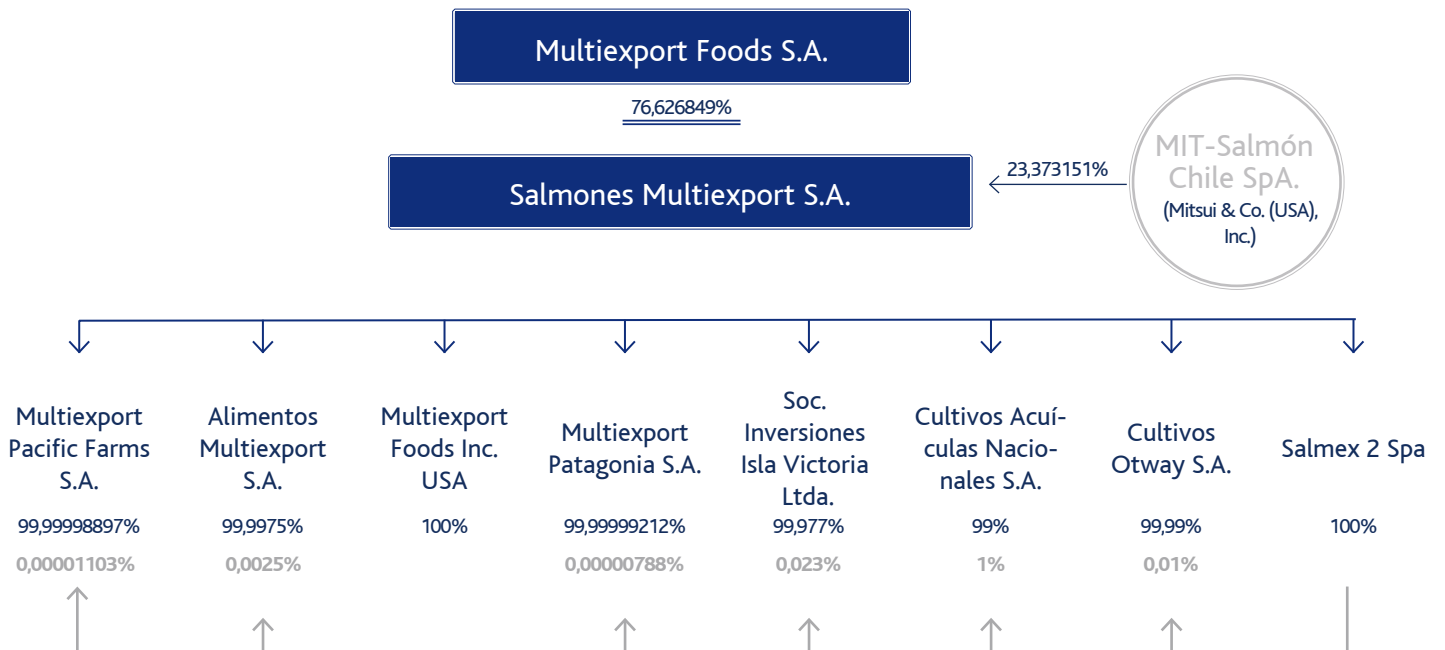 Multiexport Foods S.A.
76,626849%
Salmones Multiexport S.A.
23,373151%
MIT-Salmón
Chile SpA.
(Mitsui & Co. (USA),
Inc.)
Multiexport
Pacific Farms
S.A.
99,99998897%
0,00001103%
Alimentos
Multiexport
S.A.
99,9975%
0,0025%
Multiexport
Foods Inc.
USA
100%
Multiexport
Patagonia S.A.
99,99999212%
0,00000788%
Soc.
Inversiones
Isla Victoria
Ltda.
99,977%
0,023%
Cultivos Acuí-
culas Nacio-
nales S.A.
99%
1%
Cultivos
Otway S.A.
99,99%
0,01%
Salmex 2 Spa
100%